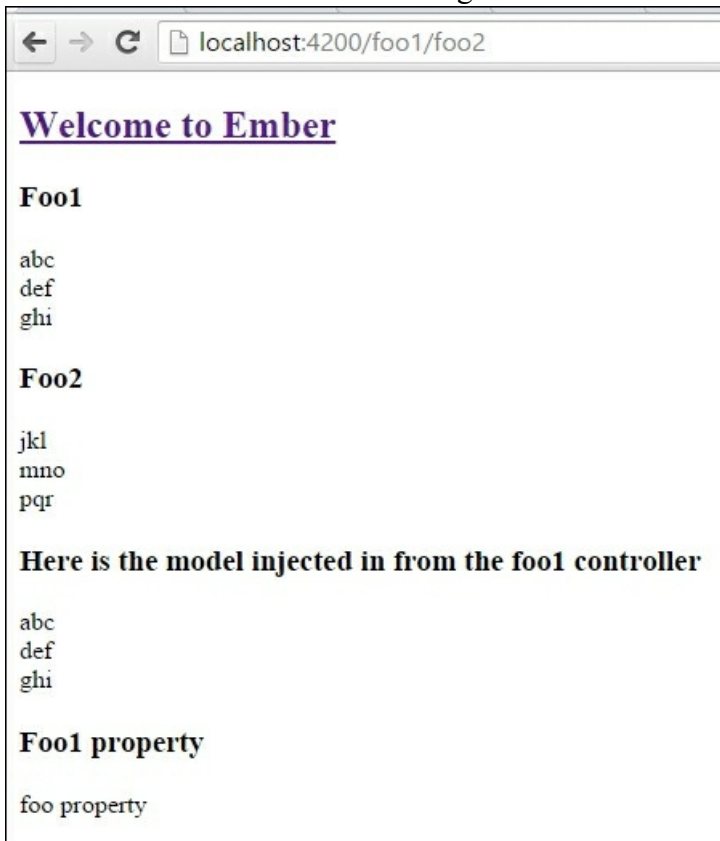 localhost:4200/foo1/foo2
Welcome to Ember
Foo1
abc
def
ghi
Foo2
jkl
mno
pqr
Here is the model injected in from the foo1 controller
abc
def
ghi
Foo1 property
foo property